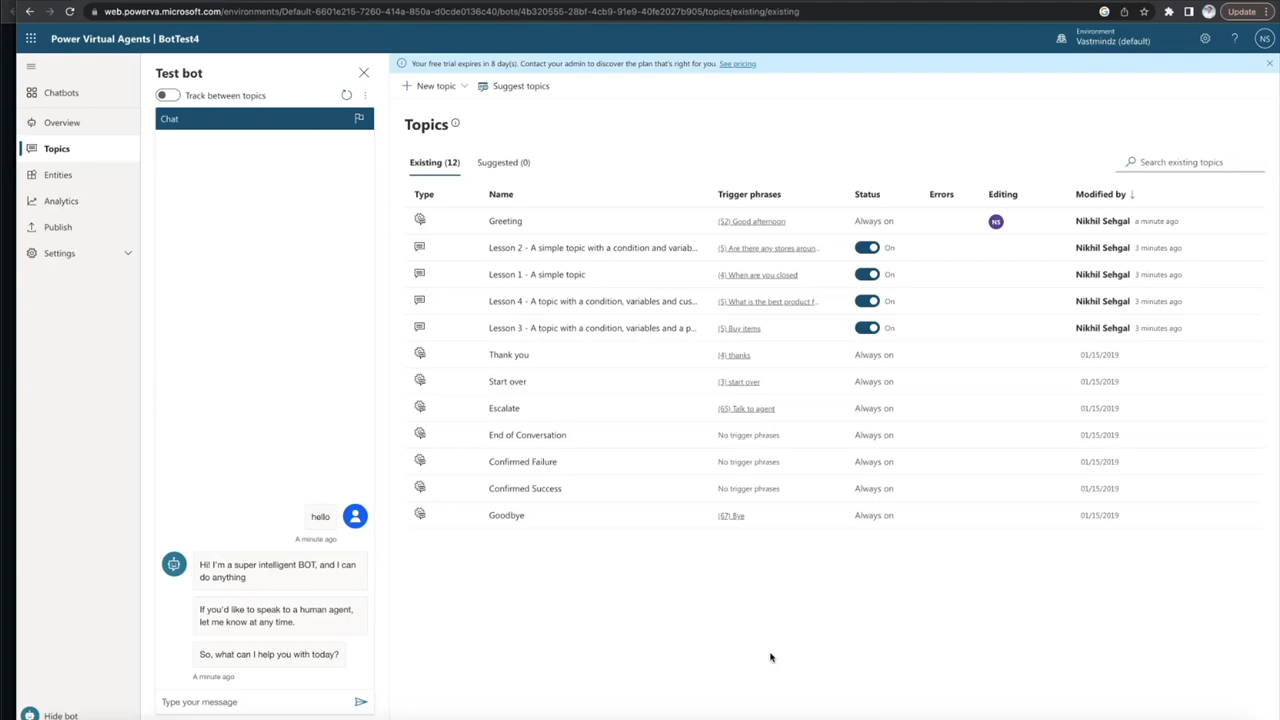 web.powerva.microsoft.com/environments/Default-6601e215-7260-414a-850a-d0cde0136c40/bots/4b320555-28bf-4cb9-91e9-40fe2027b905/topics/existing/existing
Update
Power Virtual Agents | BotTest4
Environment
Vastmindz (default)
NS
Chatbots
Overview
Topics
Entities
Analytics
Publish
Settings
Hide bot
Test bot
Track between topics
Chat
hello
A minute ago
Hi! I'm a super intelligent BOT, and I can
do anything
If you'd like to speak to a human agent,
let me know at any time.
So, what can I help you with today?
A minute ago
Type your message
Your free trial expires in 8 day(s). Contact your admin to discover the plan that's right for you. See pricing
New topic
Suggest topics
Topics
Existing (12)
Suggested (0)
Search existing topics
Type Name Trigger phrases Status Errors Editing Modified by ↓
Greeting (52) Good afternoon Always on NS Nikhil Sehgal a minute ago
Lesson 2 - A simple topic with a condition and variab... (5) Are there any stores aroun... On Nikhil Sehgal 3 minutes ago
Lesson 1 - A simple topic (4) When are you closed On Nikhil Sehgal 3 minutes ago
Lesson 4 - A topic with a condition, variables and cus... (5) What is the best product f... On Nikhil Sehgal 3 minutes ago
Lesson 3 - A topic with a condition, variables and a p... (5) Buy items On Nikhil Sehgal 3 minutes ago
Thank you (4) thanks Always on 01/15/2019
Start over (3) start over Always on 01/15/2019
Escalate (65) Talk to agent Always on 01/15/2019
End of Conversation No trigger phrases Always on 01/15/2019
Confirmed Failure No trigger phrases Always on 01/15/2019
Confirmed Success No trigger phrases Always on 01/15/2019
Goodbye (67) Bye Always on 01/15/2019